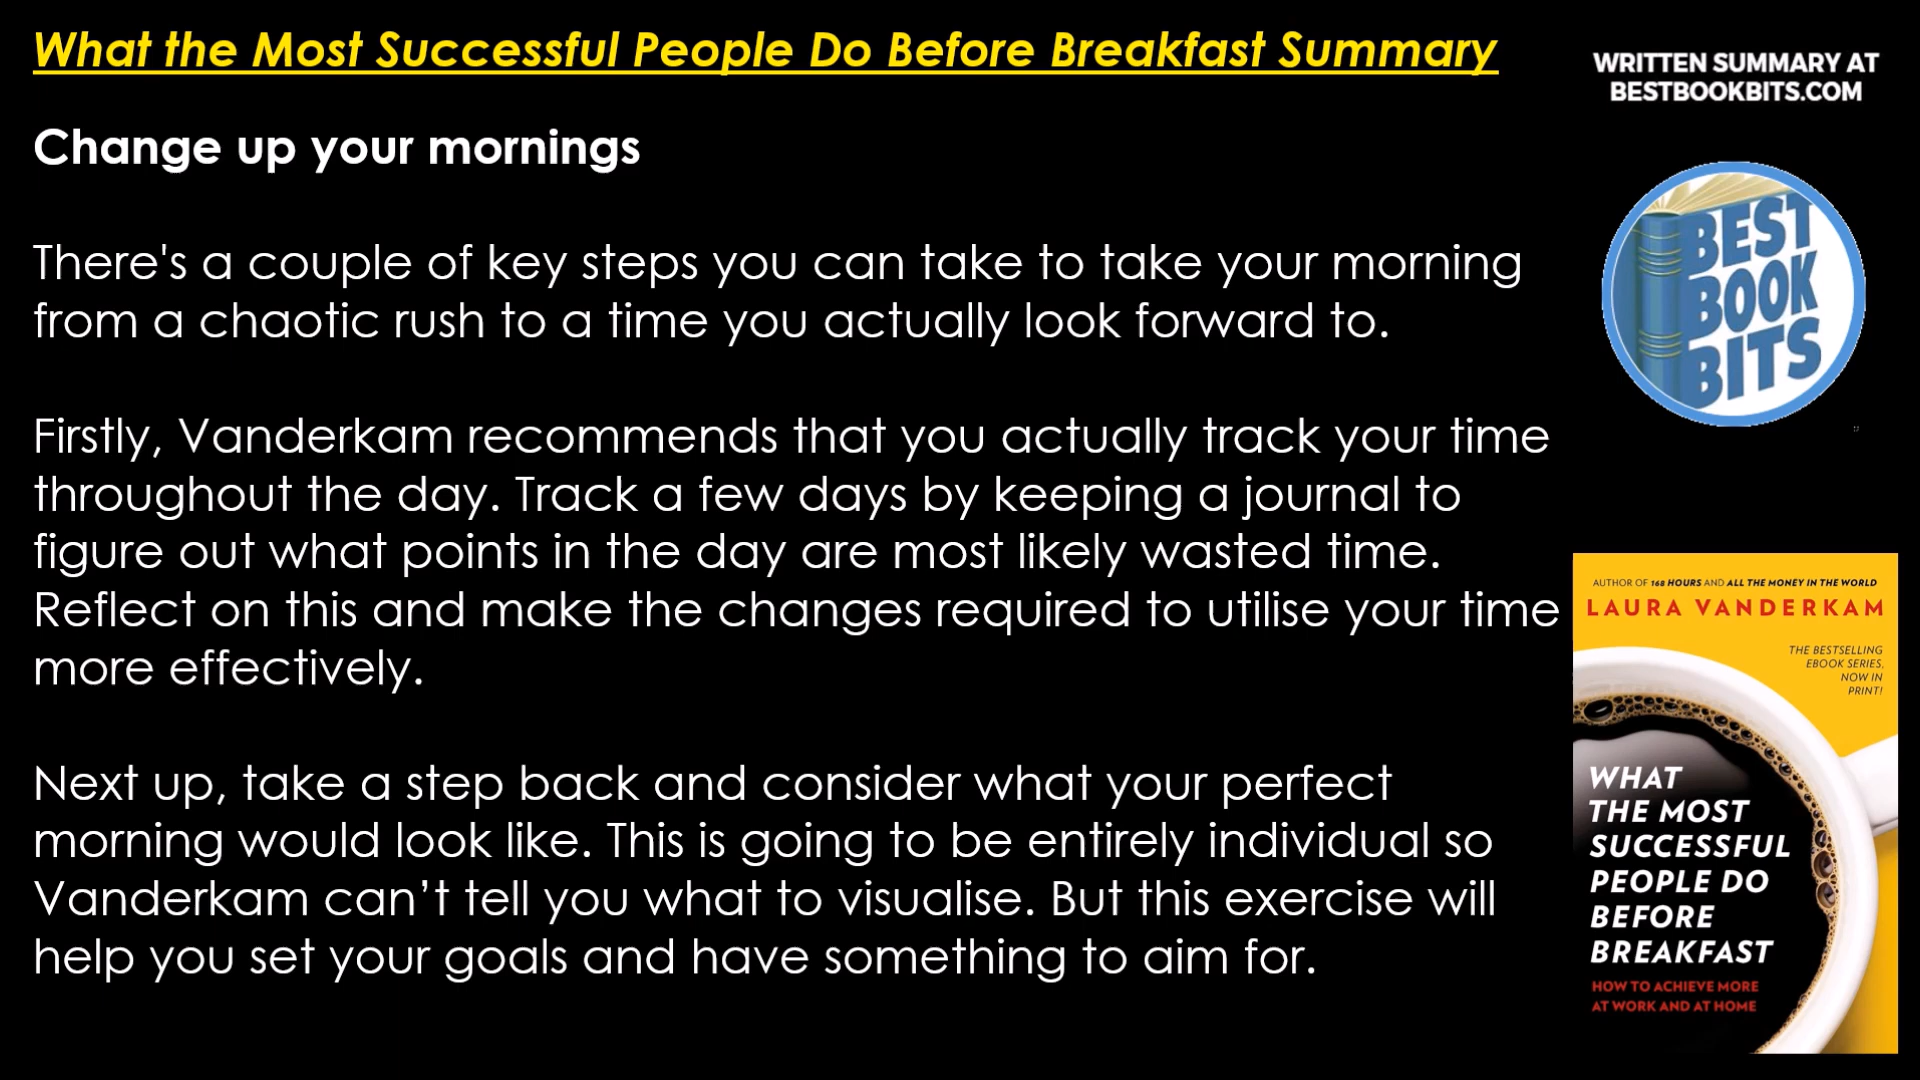 What the Most Successful People Do Before Breakfast Summary
WRITTEN SUMMARY AT
BESTBOOKBITS.COM
Change up your mornings
There's a couple of key steps you can take to take your morning
from a chaotic rush to a time you actually look forward to.
Firstly, Vanderkam recommends that you actually track your time
throughout the day. Track a few days by keeping a journal to
figure out what points in the day are most likely wasted time.
Reflect on this and make the changes required to utilise your time
more effectively.
Next up, take a step back and consider what your perfect
morning would look like. This is going to be entirely individual so
Vanderkam can’t tell you what to visualise. But this exercise will
help you set your goals and have something to aim for.
BEST
BOOK
BITS
AUTHOR OF 168 HOURS AND ALL THE MONEY IN THE WORLD
LAURA VANDERKAM
THE BESTSELLING
EBOOK SERIES,
NOW IN
PRINT!
WHAT
THE MOST
SUCCESSFUL
PEOPLE DO
BEFORE
BREAKFAST
HOW TO ACHIEVE MORE
AT WORK AND AT HOME